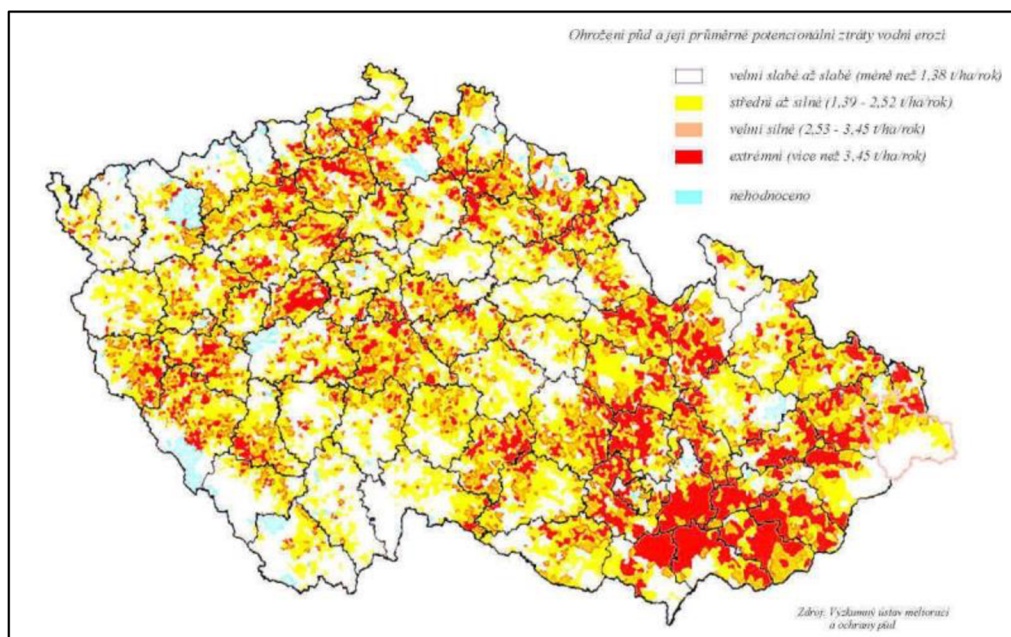 Ohrožení půd a její průměrné potencionální ztráty vodní erozí
velmi slabé až slabé (méně než 1,38 t/ha/rok)
střední až silné (1,39 - 2,52 t/ha/rok)
velmi silné (2,53 - 3,45 t/ha/rok)
extrémní (více než 3,45 t/ha/rok)
nehodnoceno
Zdroj: Výzkumný ústav meliorací
a ochrany půd